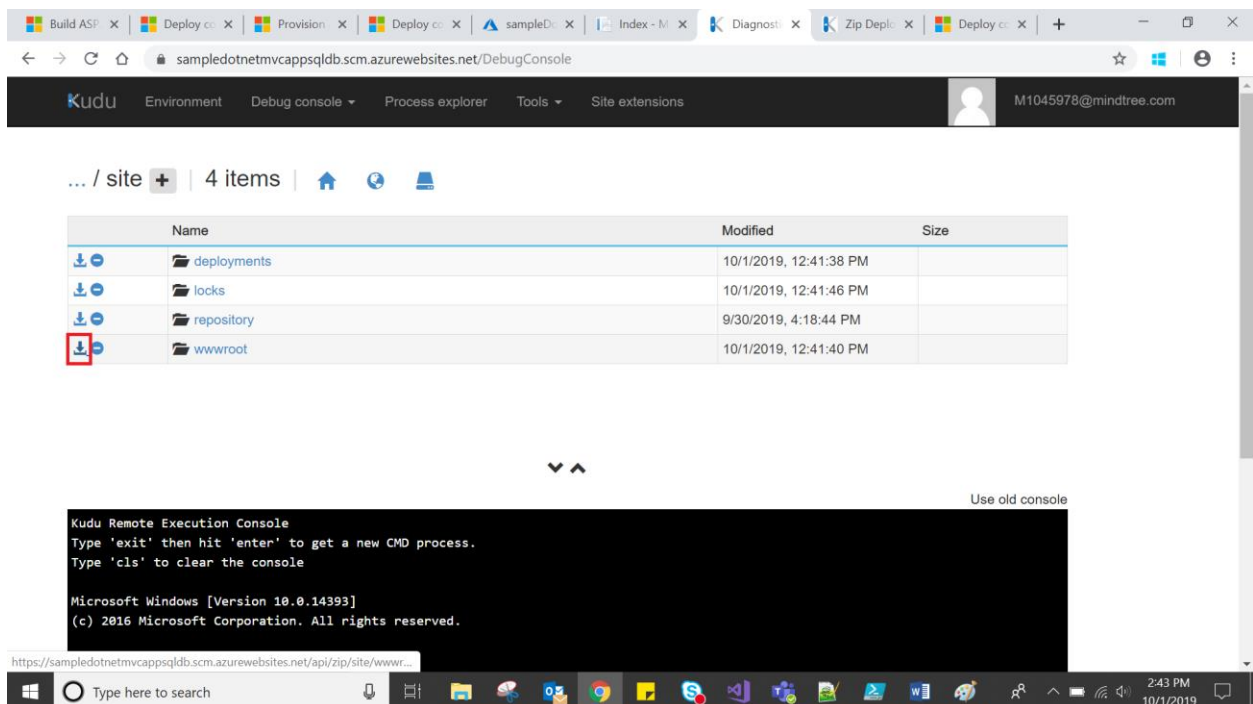 Build ASP
Deploy co
Provision
Deploy co
sampleDo
Index - M
Diagnosti
Zip Deplo
Deploy co
sampledotnetmvcappsqldb.scm.azurewebsites.net/DebugConsole
Kudu Environment Debug console Process explorer Tools Site extensions M1045978@mindtree.com
... / site + | 4 items |
Name Modified Size
deployments 10/1/2019, 12:41:38 PM
locks 10/1/2019, 12:41:46 PM
repository 9/30/2019, 4:18:44 PM
wwwroot 10/1/2019, 12:41:40 PM
Use old console
Kudu Remote Execution Console
Type 'exit' then hit 'enter' to get a new CMD process.
Type 'cls' to clear the console
Microsoft Windows [Version 10.0.14393]
(c) 2016 Microsoft Corporation. All rights reserved.
https://sampledotnetmvcappsqldb.scm.azurewebsites.net/api/zip/site/wwwr...
Type here to search
2:43 PM
10/1/2019